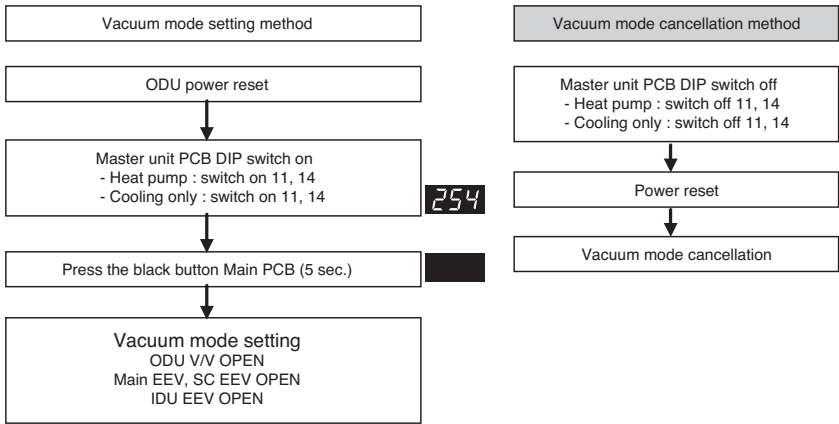 Vacuum mode setting method
ODU power reset
Master unit PCB DIP switch on
- Heat pump : switch on 11, 14
- Cooling only : switch on 11, 14
254
Press the black button Main PCB (5 sec.)
Vacuum mode setting
ODU V/V OPEN
Main EEV, SC EEV OPEN
IDU EEV OPEN
Vacuum mode cancellation method
Master unit PCB DIP switch off
- Heat pump : switch off 11, 14
- Cooling only : switch off 11, 14
Power reset
Vacuum mode cancellation